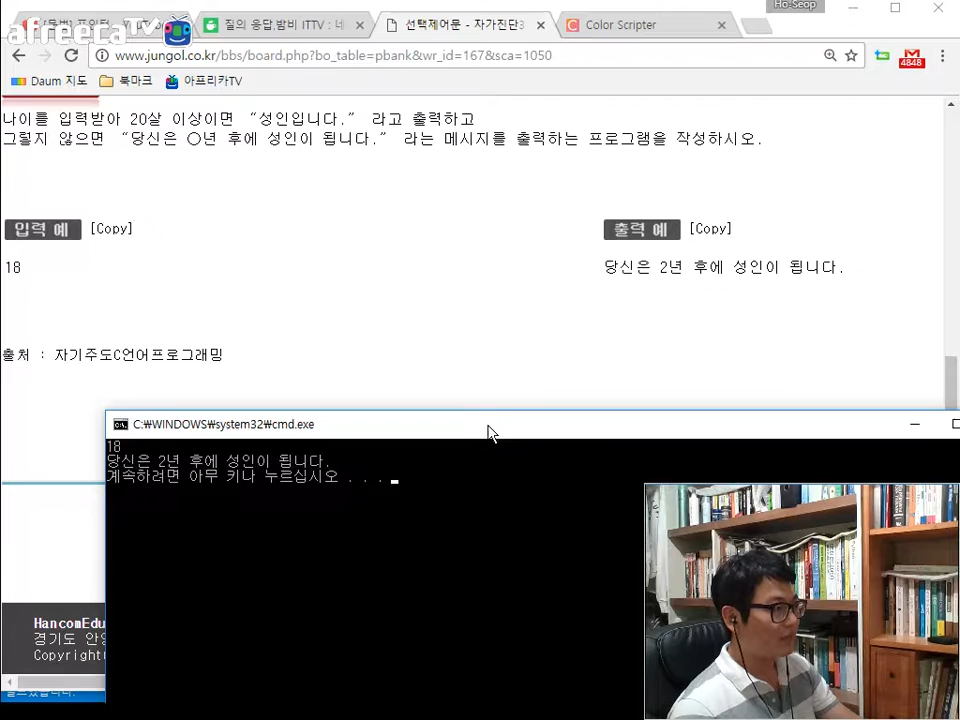 Ho-Seop
afreecaTV
질의 응답,밤비 ITTV : 네
선택제어문 - 자가진단3
Color Scripter
www.jungol.co.kr/bbs/board.php?bo_table=pbank&wr_id=167&sca=1050
4848
Daum 지도
북마크
아프리카TV
나이를 입력받아 20살 이상이면 “성인입니다.” 라고 출력하고
그렇지 않으면 “당신은 ○년 후에 성인이 됩니다.” 라는 메시지를 출력하는 프로그램을 작성하시오.
입력 예 [Copy]
출력 예 [Copy]
18
당신은 2년 후에 성인이 됩니다.
출처 : 자기주도C언어프로그래밍
C:₩WINDOWS₩system32₩cmd.exe
18
당신은 2년 후에 성인이 됩니다.
계속하려면 아무 키나 누르십시오 . . .
HancomEdu
경기도 안양
Copyright